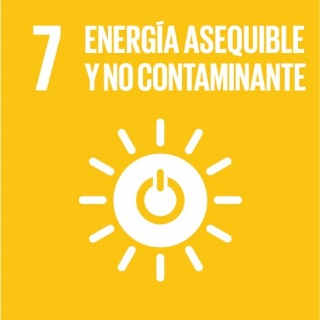 7 ENERGÍA ASEQUIBLE
Y NO CONTAMINANTE